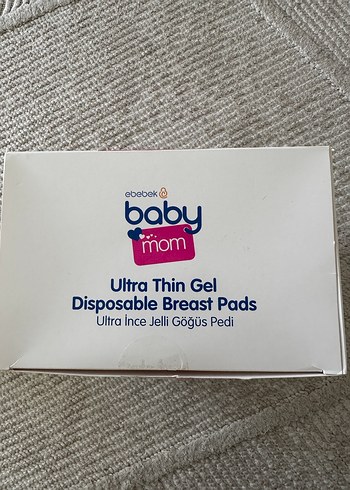 ebebek
baby
mom
Ultra Thin Gel
Disposable Breast Pads
Ultra İnce Jelli Göğüs Pedi